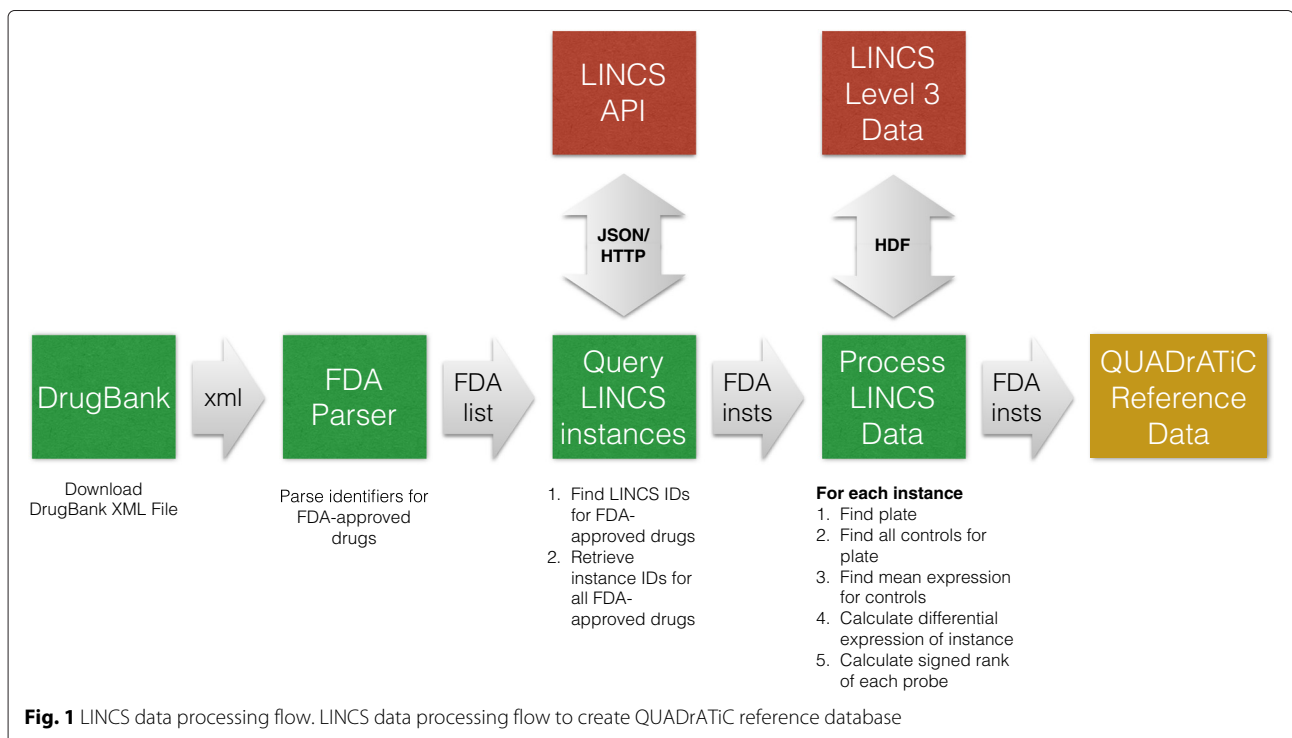 LINCS
API
LINCS
Level 3
Data
JSON/
HTTP
HDF
DrugBank
xml
FDA
Parser
FDA
list
Query
LINCS
instances
FDA
insts
Process
LINCS
Data
FDA
insts
QUADrATiC
Reference
Data
Download
DrugBank XML File
Parse identifiers for
FDA-approved
drugs
1. Find LINCS IDs
for FDA-
approved drugs
2. Retrieve
instance IDs for
all FDA-
approved drugs
For each instance
1. Find plate
2. Find all controls for
plate
3. Find mean expression
for controls
4. Calculate differential
expression of instance
5. Calculate signed rank
of each probe
Fig. 1 LINCS data processing flow. LINCS data processing flow to create QUADrATiC reference database